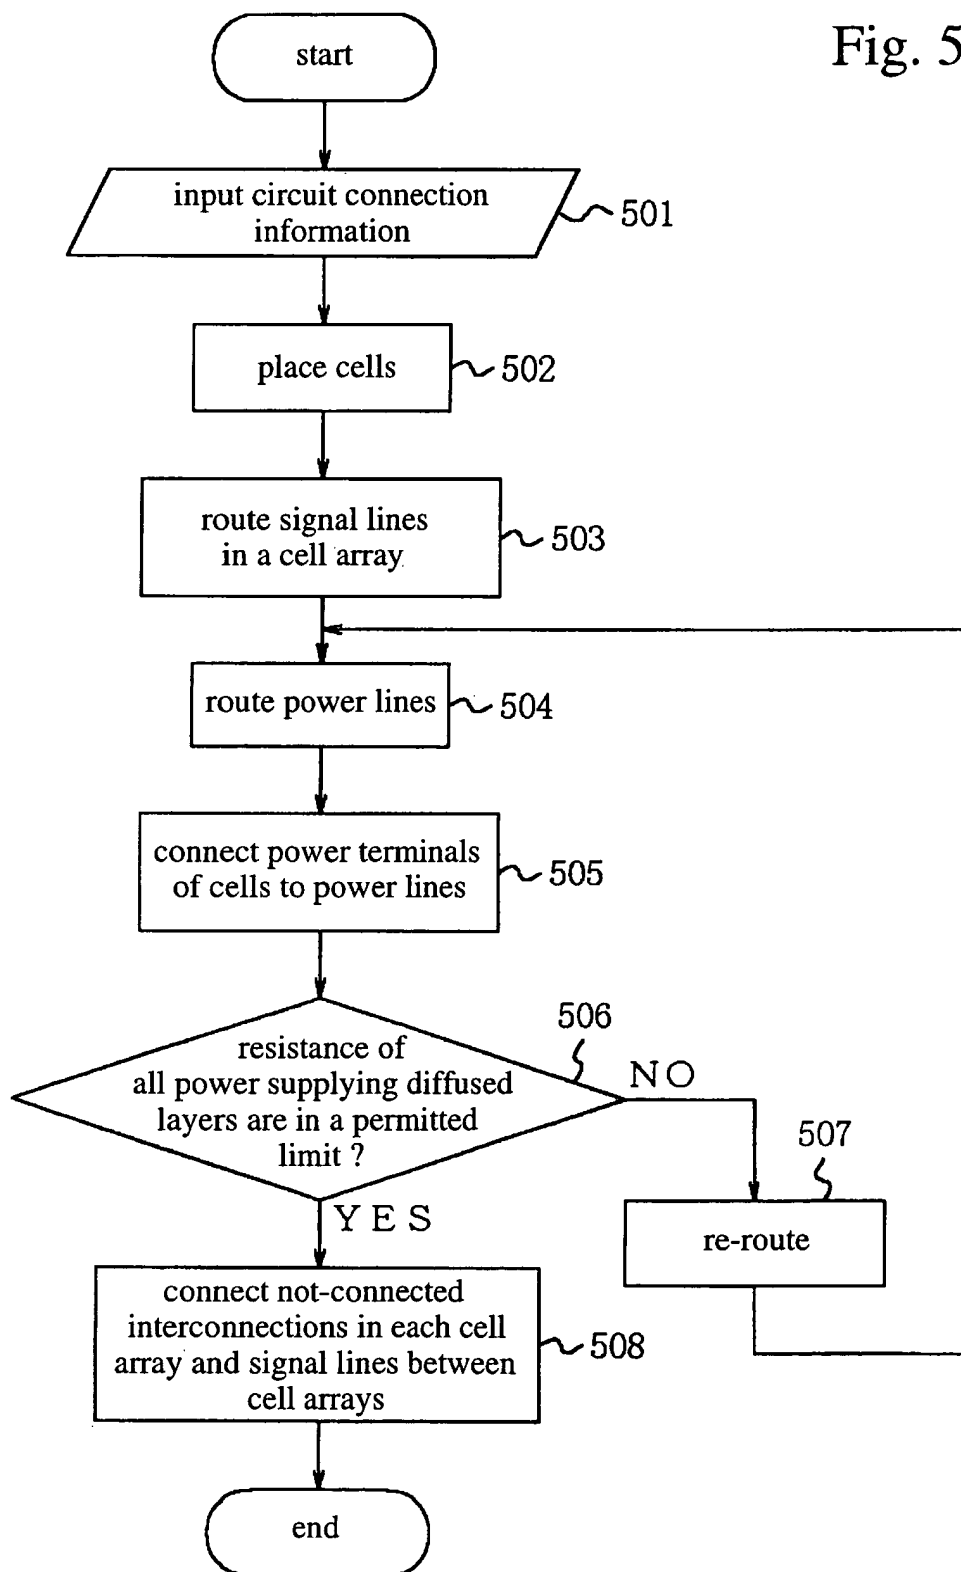 Fig. 5
start
input circuit connection
information
501
place cells
502
route signal lines
in a cell array
503
route power lines
504
connect power terminals
of cells to power lines
505
resistance of
all power supplying diffused
layers are in a permitted
limit ?
506
NO
507
re-route
YES
connect not-connected
interconnections in each cell
array and signal lines between
cell arrays
508
end